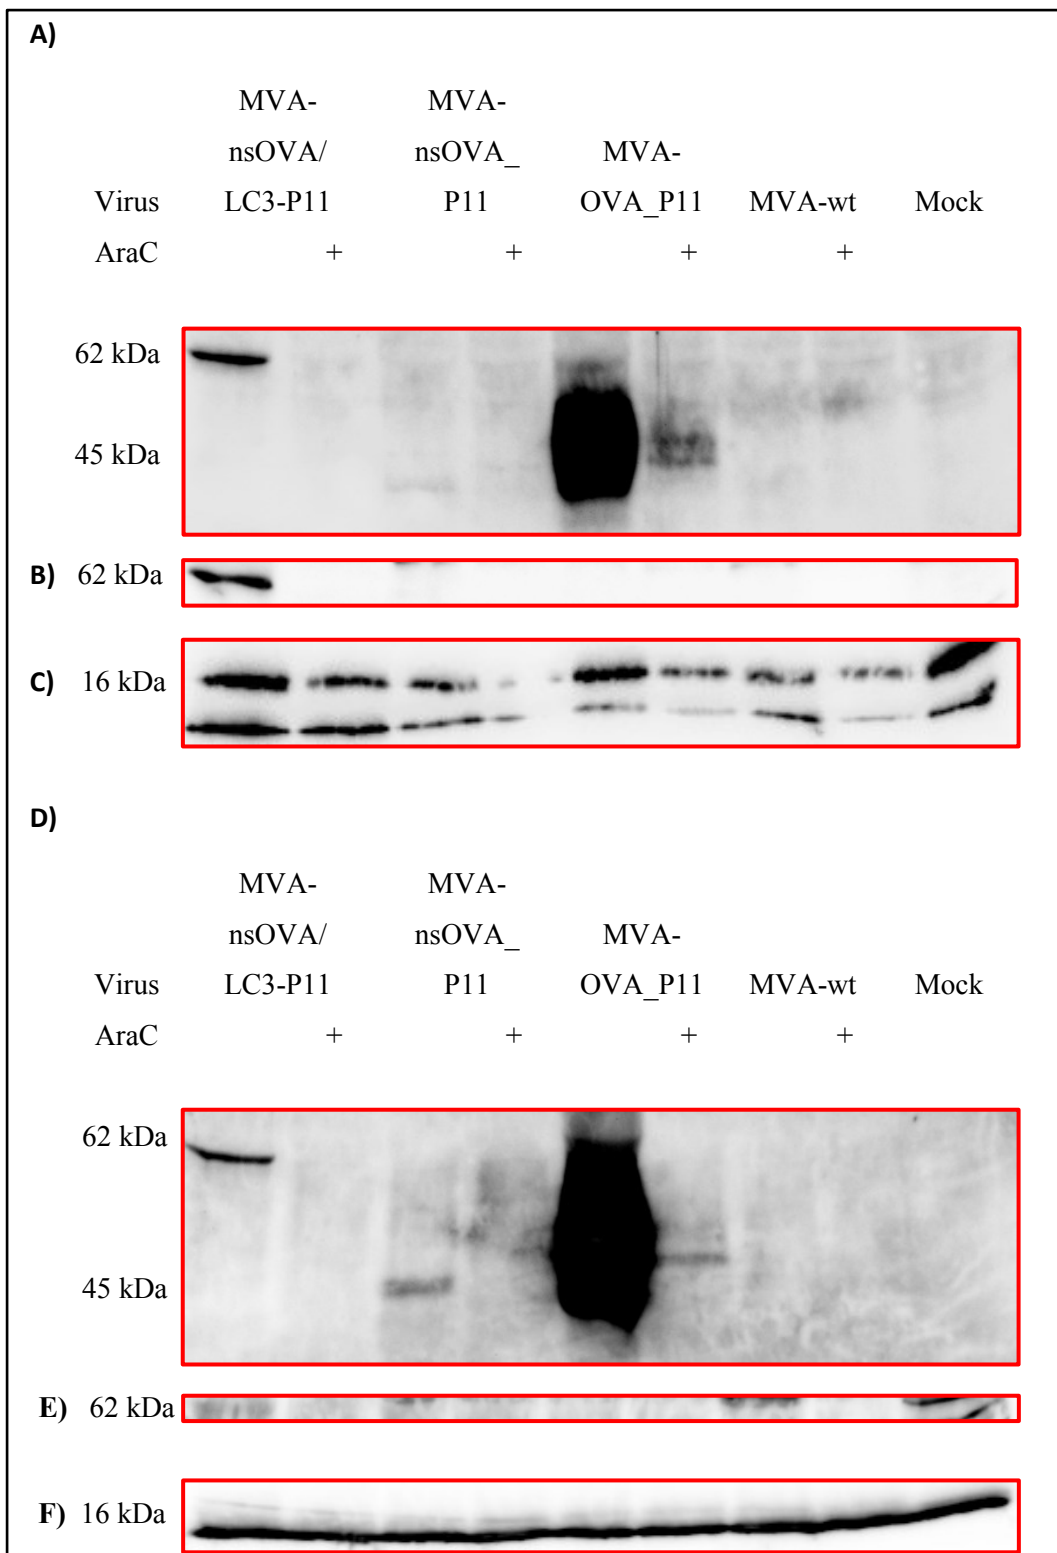 A)
MVA- MVA-
nsOVA/ nsOVA_ MVA-
Virus LC3-P11 P11 OVA_P11 MVA-wt Mock
AraC + + + +
62 kDa
45 kDa
B) 62 kDa
C) 16 kDa
D)
MVA- MVA-
nsOVA/ nsOVA_ MVA-
Virus LC3-P11 P11 OVA_P11 MVA-wt Mock
AraC + + + +
62 kDa
45 kDa
E) 62 kDa
F) 16 kDa